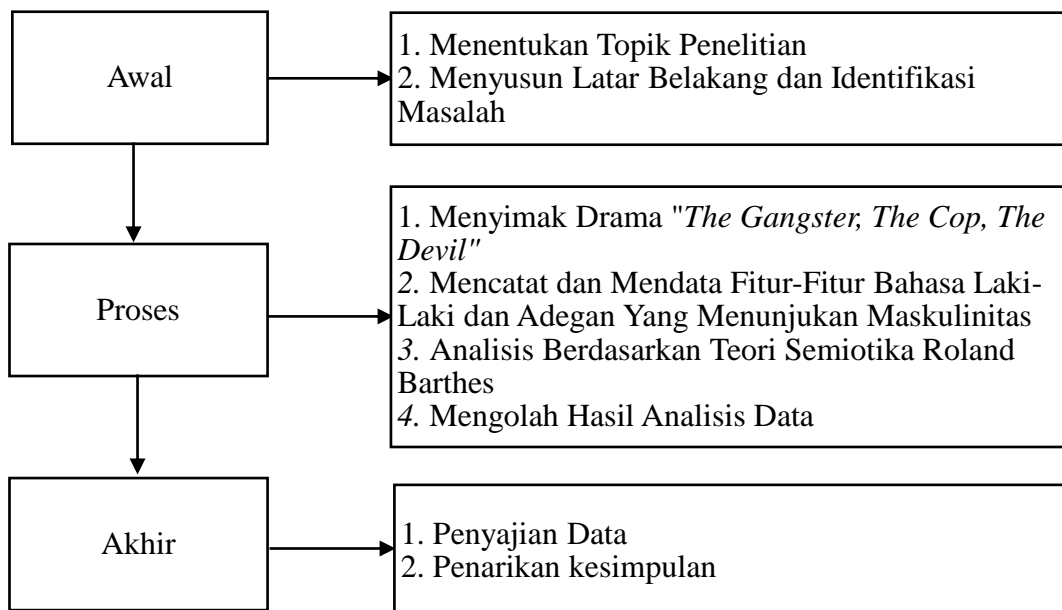 Awal
1. Menentukan Topik Penelitian
2. Menyusun Latar Belakang dan Identifikasi
Masalah
Proses
1. Menyimak Drama "The Gangster, The Cop, The
Devil"
2. Mencatat dan Mendata Fitur-Fitur Bahasa Laki-
Laki dan Adegan Yang Menunjukan Maskulinitas
3. Analisis Berdasarkan Teori Semiotika Roland
Barthes
4. Mengolah Hasil Analisis Data
Akhir
1. Penyajian Data
2. Penarikan kesimpulan